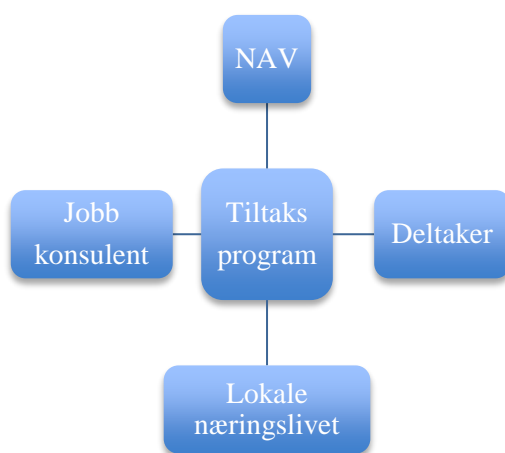 NAV
Jobb
konsulent
Tiltaks
program
Deltaker
Lokale
næringslivet